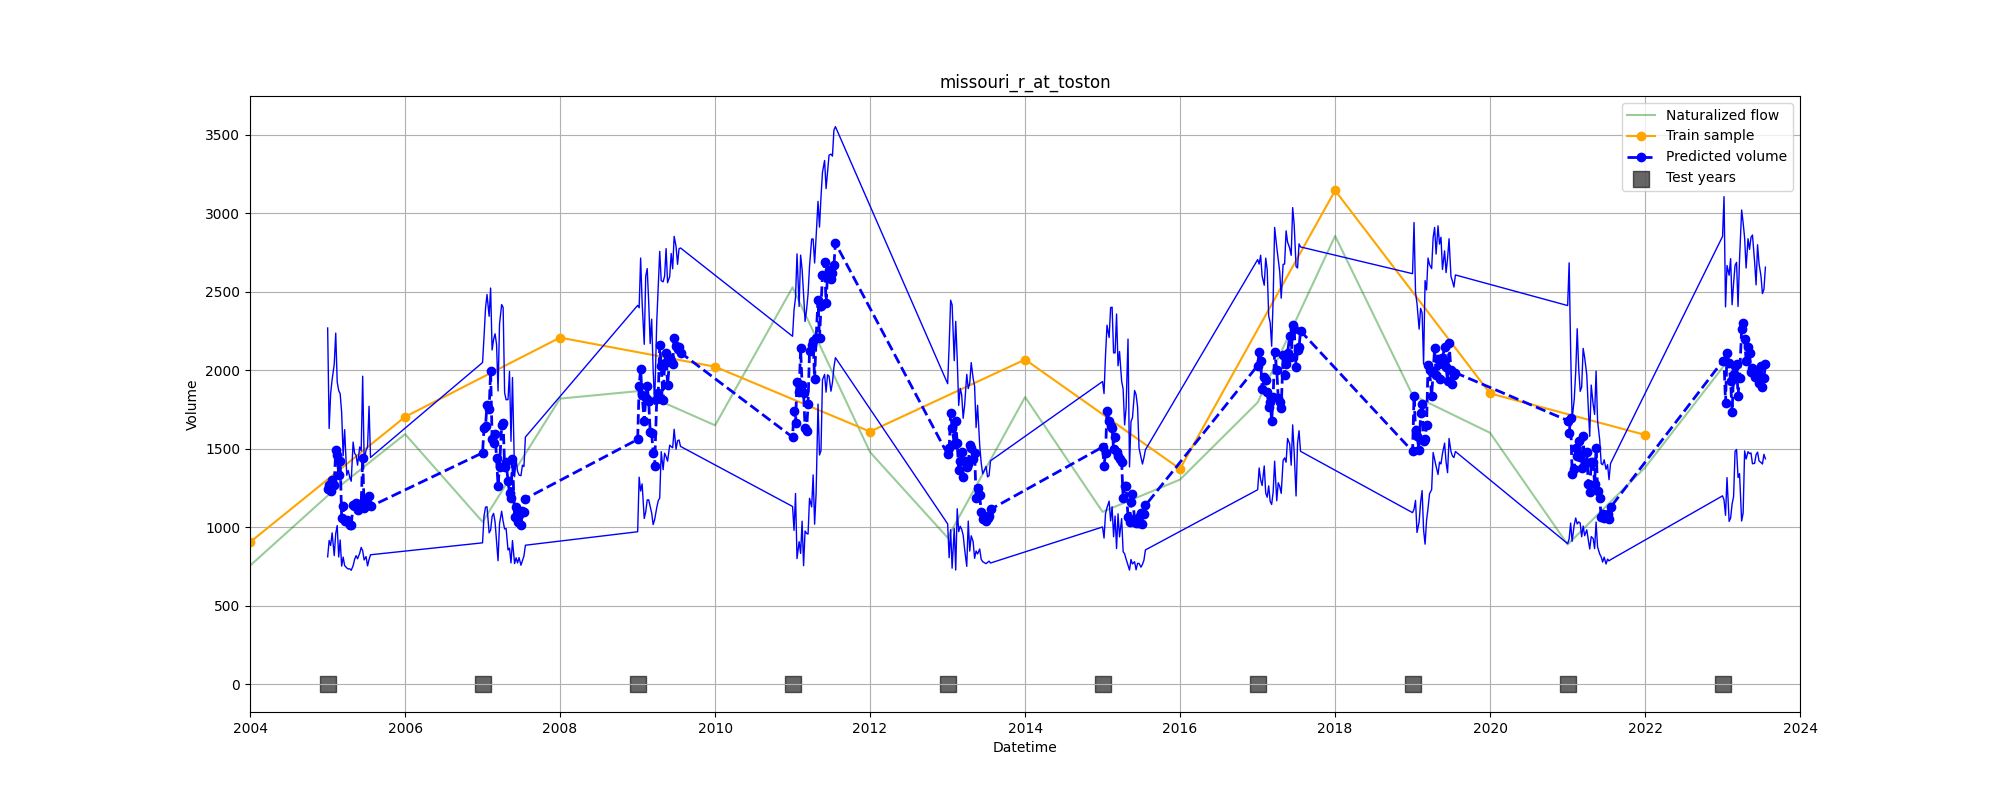 missouri_r_at_toston
Naturalized flow
Train sample
Predicted volume
Test years
Volume
3500
3000
2500
2000
1500
1000
500
0
2004 2006 2008 2010 2012 2014 2016 2018 2020 2022 2024
Datetime